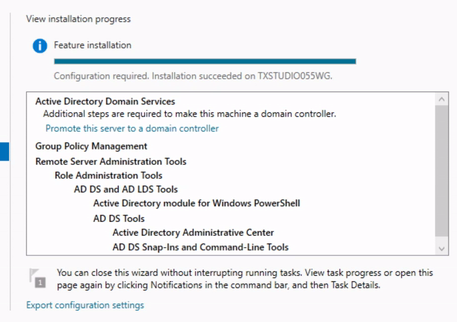 View installation progress
Feature installation
Configuration required. Installation succeeded on TXSTUDIO055WG.
Active Directory Domain Services
Additional steps are required to make this machine a domain controller.
Promote this server to a domain controller
Group Policy Management
Remote Server Administration Tools
Role Administration Tools
AD DS and AD LDS Tools
Active Directory module for Windows PowerShell
AD DS Tools
Active Directory Administrative Center
AD DS Snap-Ins and Command-Line Tools
1
You can close this wizard without interrupting running tasks. View task progress or open this
page again by clicking Notifications in the command bar, and then Task Details.
Export configuration settings